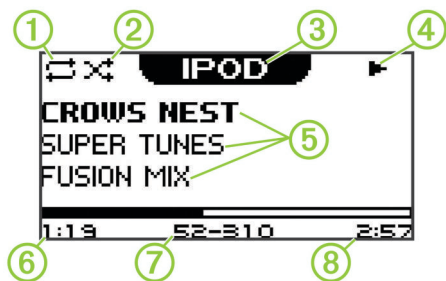 1 2 3 4
IPOD
CROWS NEST
SUPER TUNES 5
FUSION MIX
1:19 52-310 2:57
6 7 8